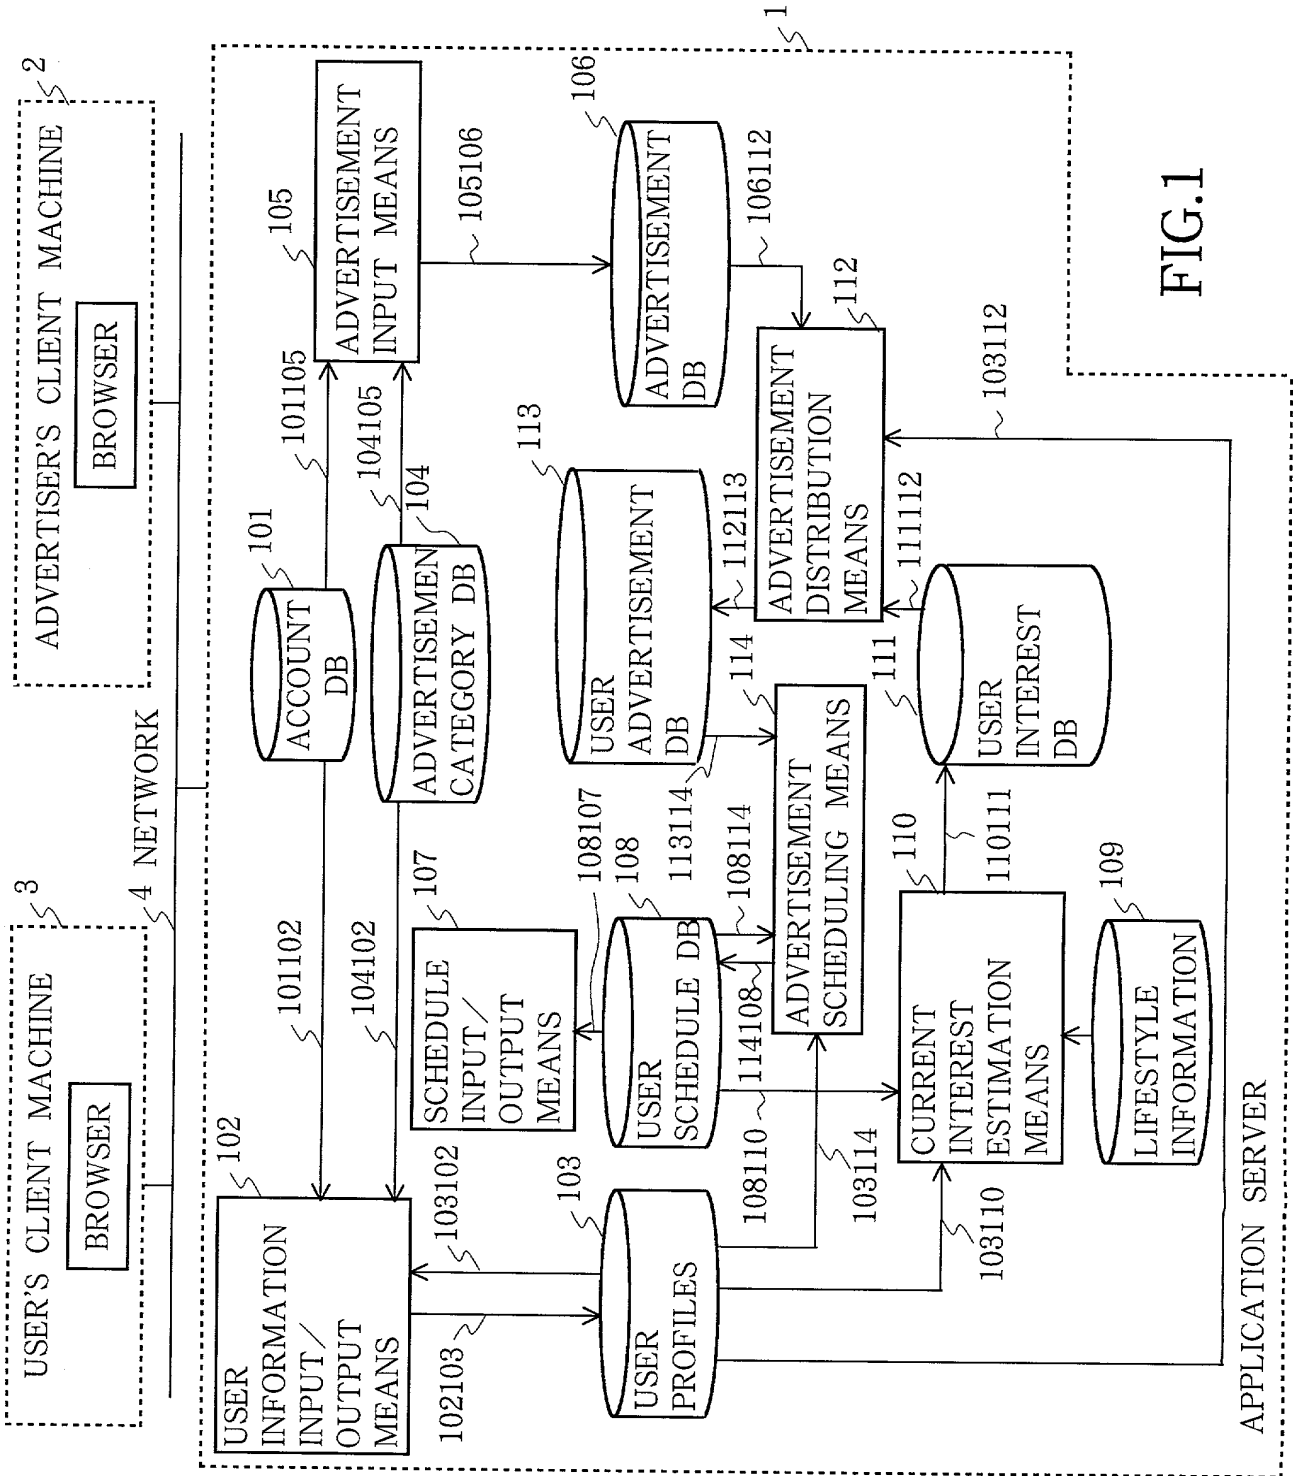 USER'S CLIENT MACHINE
3
BROWSER
ADVERTISER'S CLIENT MACHINE
2
BROWSER
4 NETWORK
1
USER
INFORMATION
INPUT/
OUTPUT
MEANS
102
101102
104102
ACCOUNT
DB
101
101105
ADVERTISEMEN
CATEGORY DB
104
104105
ADVERTISEMENT
INPUT MEANS
105
105106
103102
102103
SCHEDULE
INPUT/
OUTPUT
MEANS
107
108107
USER
PROFILES
103
USER
SCHEDULE DB
108
108114
114108
108110
103114
103110
USER
ADVERTISEMENT
DB
113
113114
112113
ADVERTISEMENT
DB
106
106112
ADVERTISEMENT
SCHEDULING MEANS
114
ADVERTISEMENT
DISTRIBUTION
MEANS
112
111112
103112
CURRENT
INTEREST
ESTIMATION
MEANS
110
110111
USER
INTEREST
DB
111
LIFESTYLE
INFORMATION
109
APPLICATION SERVER
FIG.1